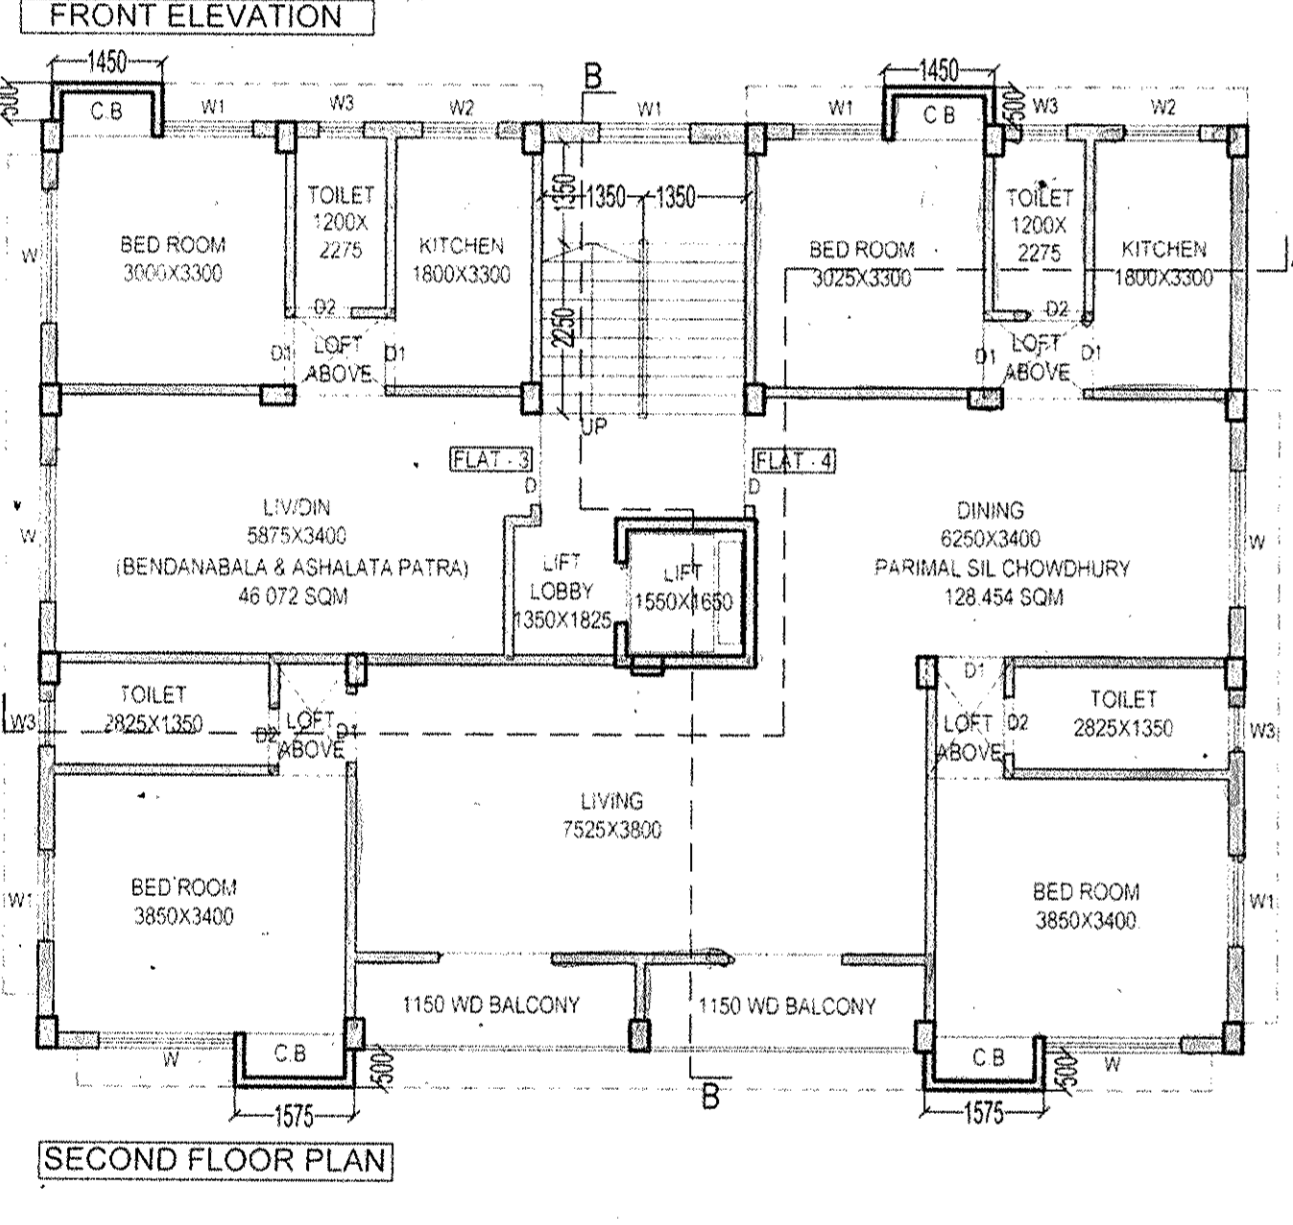 FRONT ELEVATION
1450
B
1450
500
C.B
W1
W3
W2
W1
W1
C B
500
W3
W2
1350
1350
1350
TOILET
1200X
2275
TOILET
1200X
2275
BED ROOM
3000X3300
KITCHEN
1800X3300
BED ROOM
3025X3300
KITCHEN
1800X3300
W
D2
D2
2250
D1
LOFT
ABOVE
D1
D1
LOFT
ABOVE
D1
UP
FLAT - 3
FLAT - 4
D
D
LIV/DIN
5875X3400
(BENDANABALA & ASHALATA PATRA)
46 072 SQM
W
LIFT
LOBBY
1350X1825
LIFT
1550X1650
DINING
6250X3400
PARIMAL SIL CHOWDHURY
128.454 SQM
W
TOILET
2825X1350
W3
D2
LOFT
ABOVE
D1
D1
LOFT
ABOVE
D2
TOILET
2825X1350
W3
LIVING
7525X3800
BED ROOM
3850X3400
W1
BED ROOM
3850X3400
W1
1150 WD BALCONY
1150 WD BALCONY
W
C.B
500
C.B
500
W
B
1575
1575
SECOND FLOOR PLAN